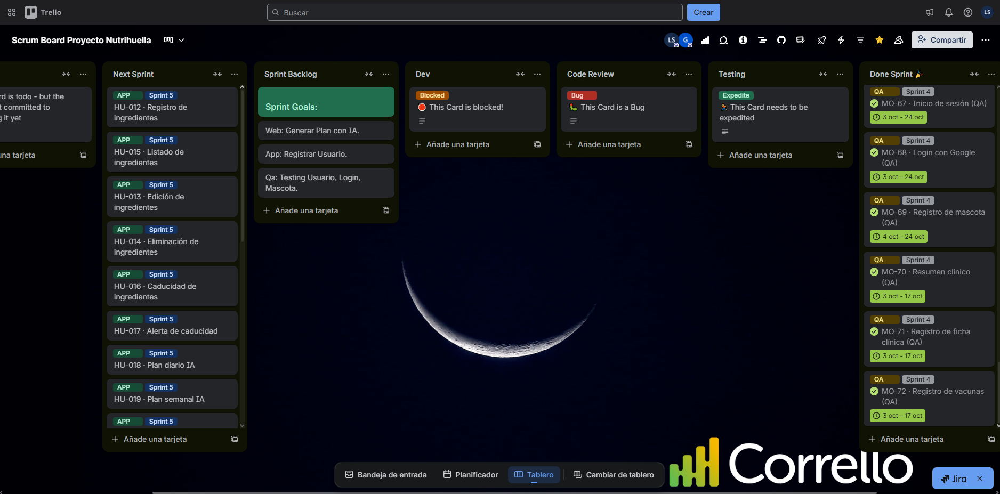 Trello
Buscar
Crear
LS
Scrum Board Proyecto Nutrihuella
LS
G
Compartir
rd is todo - but the
t committed to
g it yet
una tarjeta
Next Sprint
APP
Sprint 5
HU-012 · Registro de
ingredientes
APP
Sprint 5
HU-015 · Listado de
ingredientes
APP
Sprint 5
HU-013 · Edición de
ingredientes
APP
Sprint 5
HU-014 · Eliminación de
ingredientes
APP
Sprint 5
HU-016 · Caducidad de
ingredientes
APP
Sprint 5
HU-017 · Alerta de caducidad
APP
Sprint 5
HU-018 · Plan diario IA
APP
Sprint 5
HU-019 · Plan semanal IA
APP
Sprint 5
Añade una tarjeta
Sprint Backlog
Sprint Goals:
Web: Generar Plan con IA.
App: Registrar Usuario.
Qa: Testing Usuario, Login,
Mascota.
Añade una tarjeta
Dev
Blocked
This Card is blocked!
Añade una tarjeta
Code Review
Bug
This Card is a Bug
Añade una tarjeta
Testing
Expedite
This Card needs to be
expedited
Añade una tarjeta
Done Sprint
QA
Sprint 4
MO-67 · Inicio de sesión (QA)
3 oct - 24 oct
QA
Sprint 4
MO-68 · Login con Google
(QA)
3 oct - 24 oct
QA
Sprint 4
MO-69 · Registro de mascota
(QA)
4 oct - 24 oct
QA
Sprint 4
MO-70 · Resumen clínico
(QA)
3 oct - 17 oct
QA
Sprint 4
MO-71 · Registro de ficha
clínica (QA)
3 oct - 17 oct
QA
Sprint 4
MO-72 · Registro de vacunas
(QA)
3 oct - 17 oct
Añade una tarjeta
Bandeja de entrada
Planificador
Tablero
Cambiar de tablero
Corrello
Jira